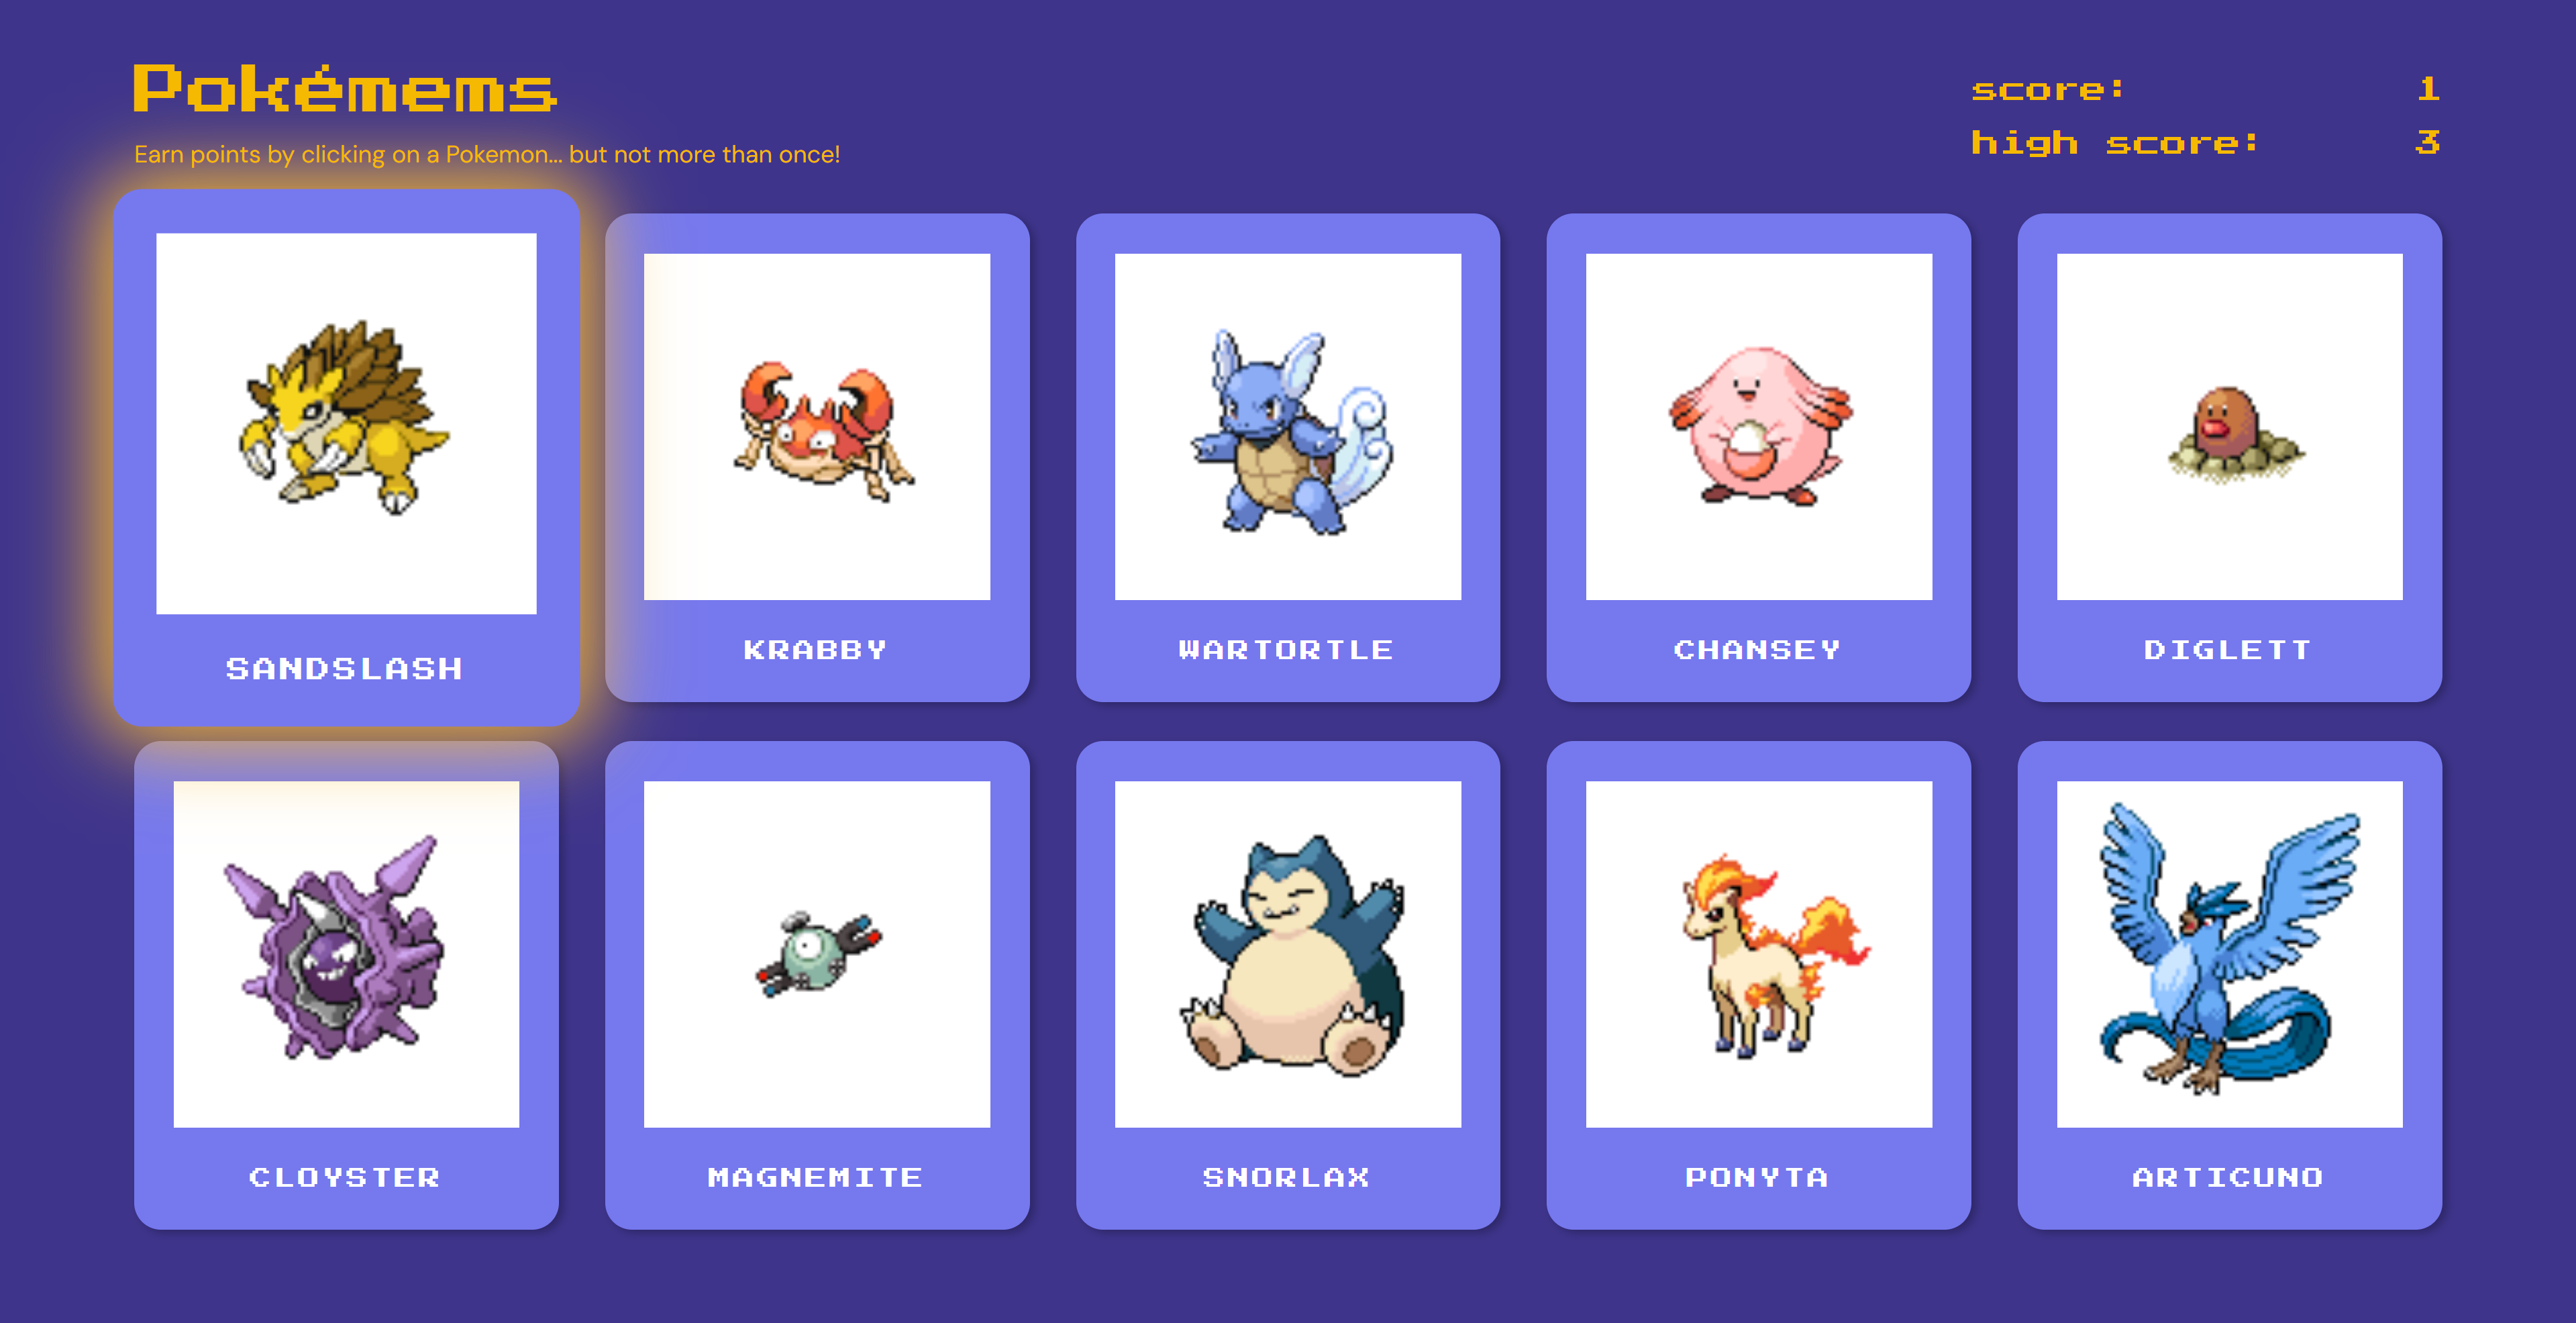 Pokémems
Earn points by clicking on a Pokemon... but not more than once!
score: 1
high score: 3
SANDSLASH
KRABBY
WARTORTLE
CHANSEY
DIGLETT
CLOYSTER
MAGNEMITE
SNORLAX
PONYTA
ARTICUNO